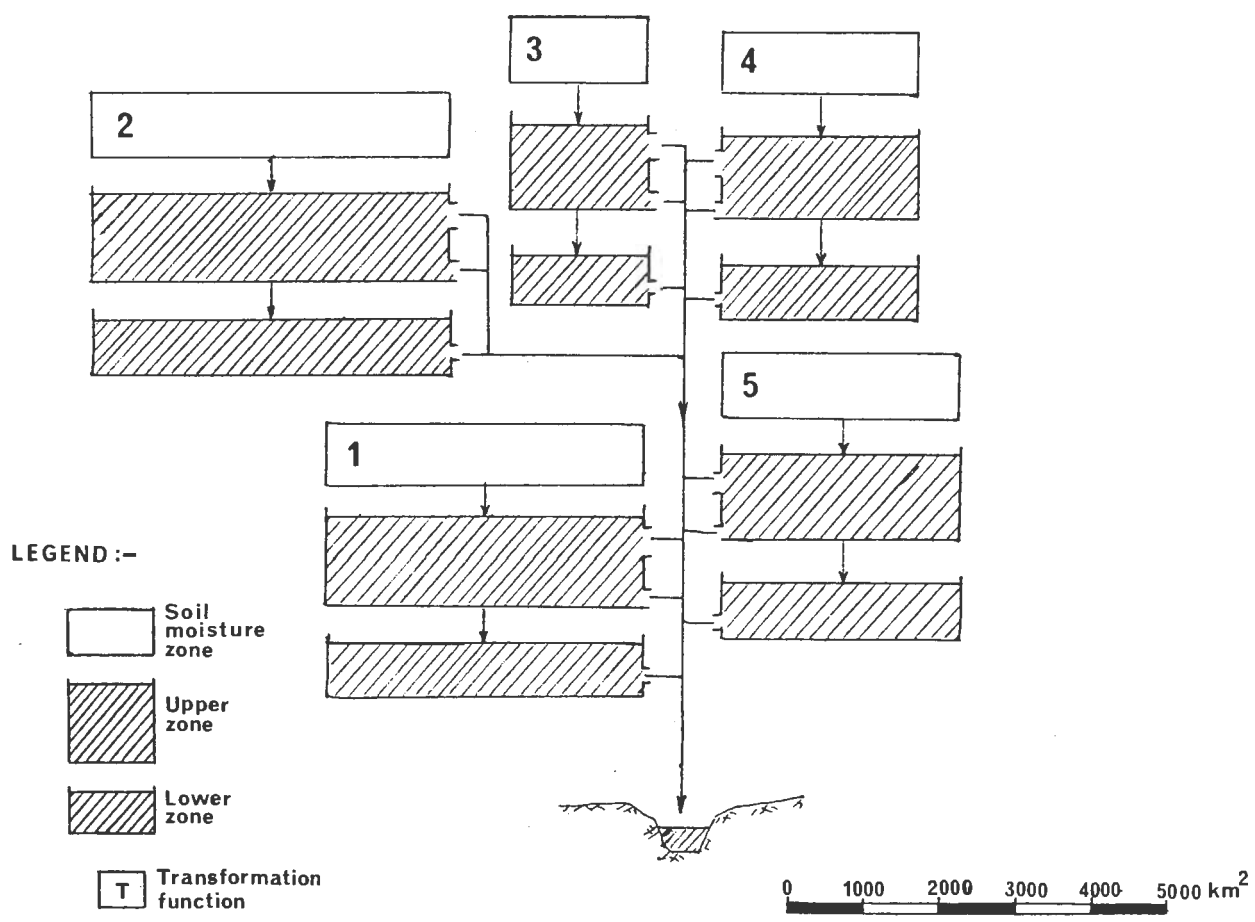 3
4
2
5
1
LEGEND :-
Soil
moisture
zone
Upper
zone
Lower
zone
T
Transformation
function
0 1000 2000 3000 4000 5000 km²